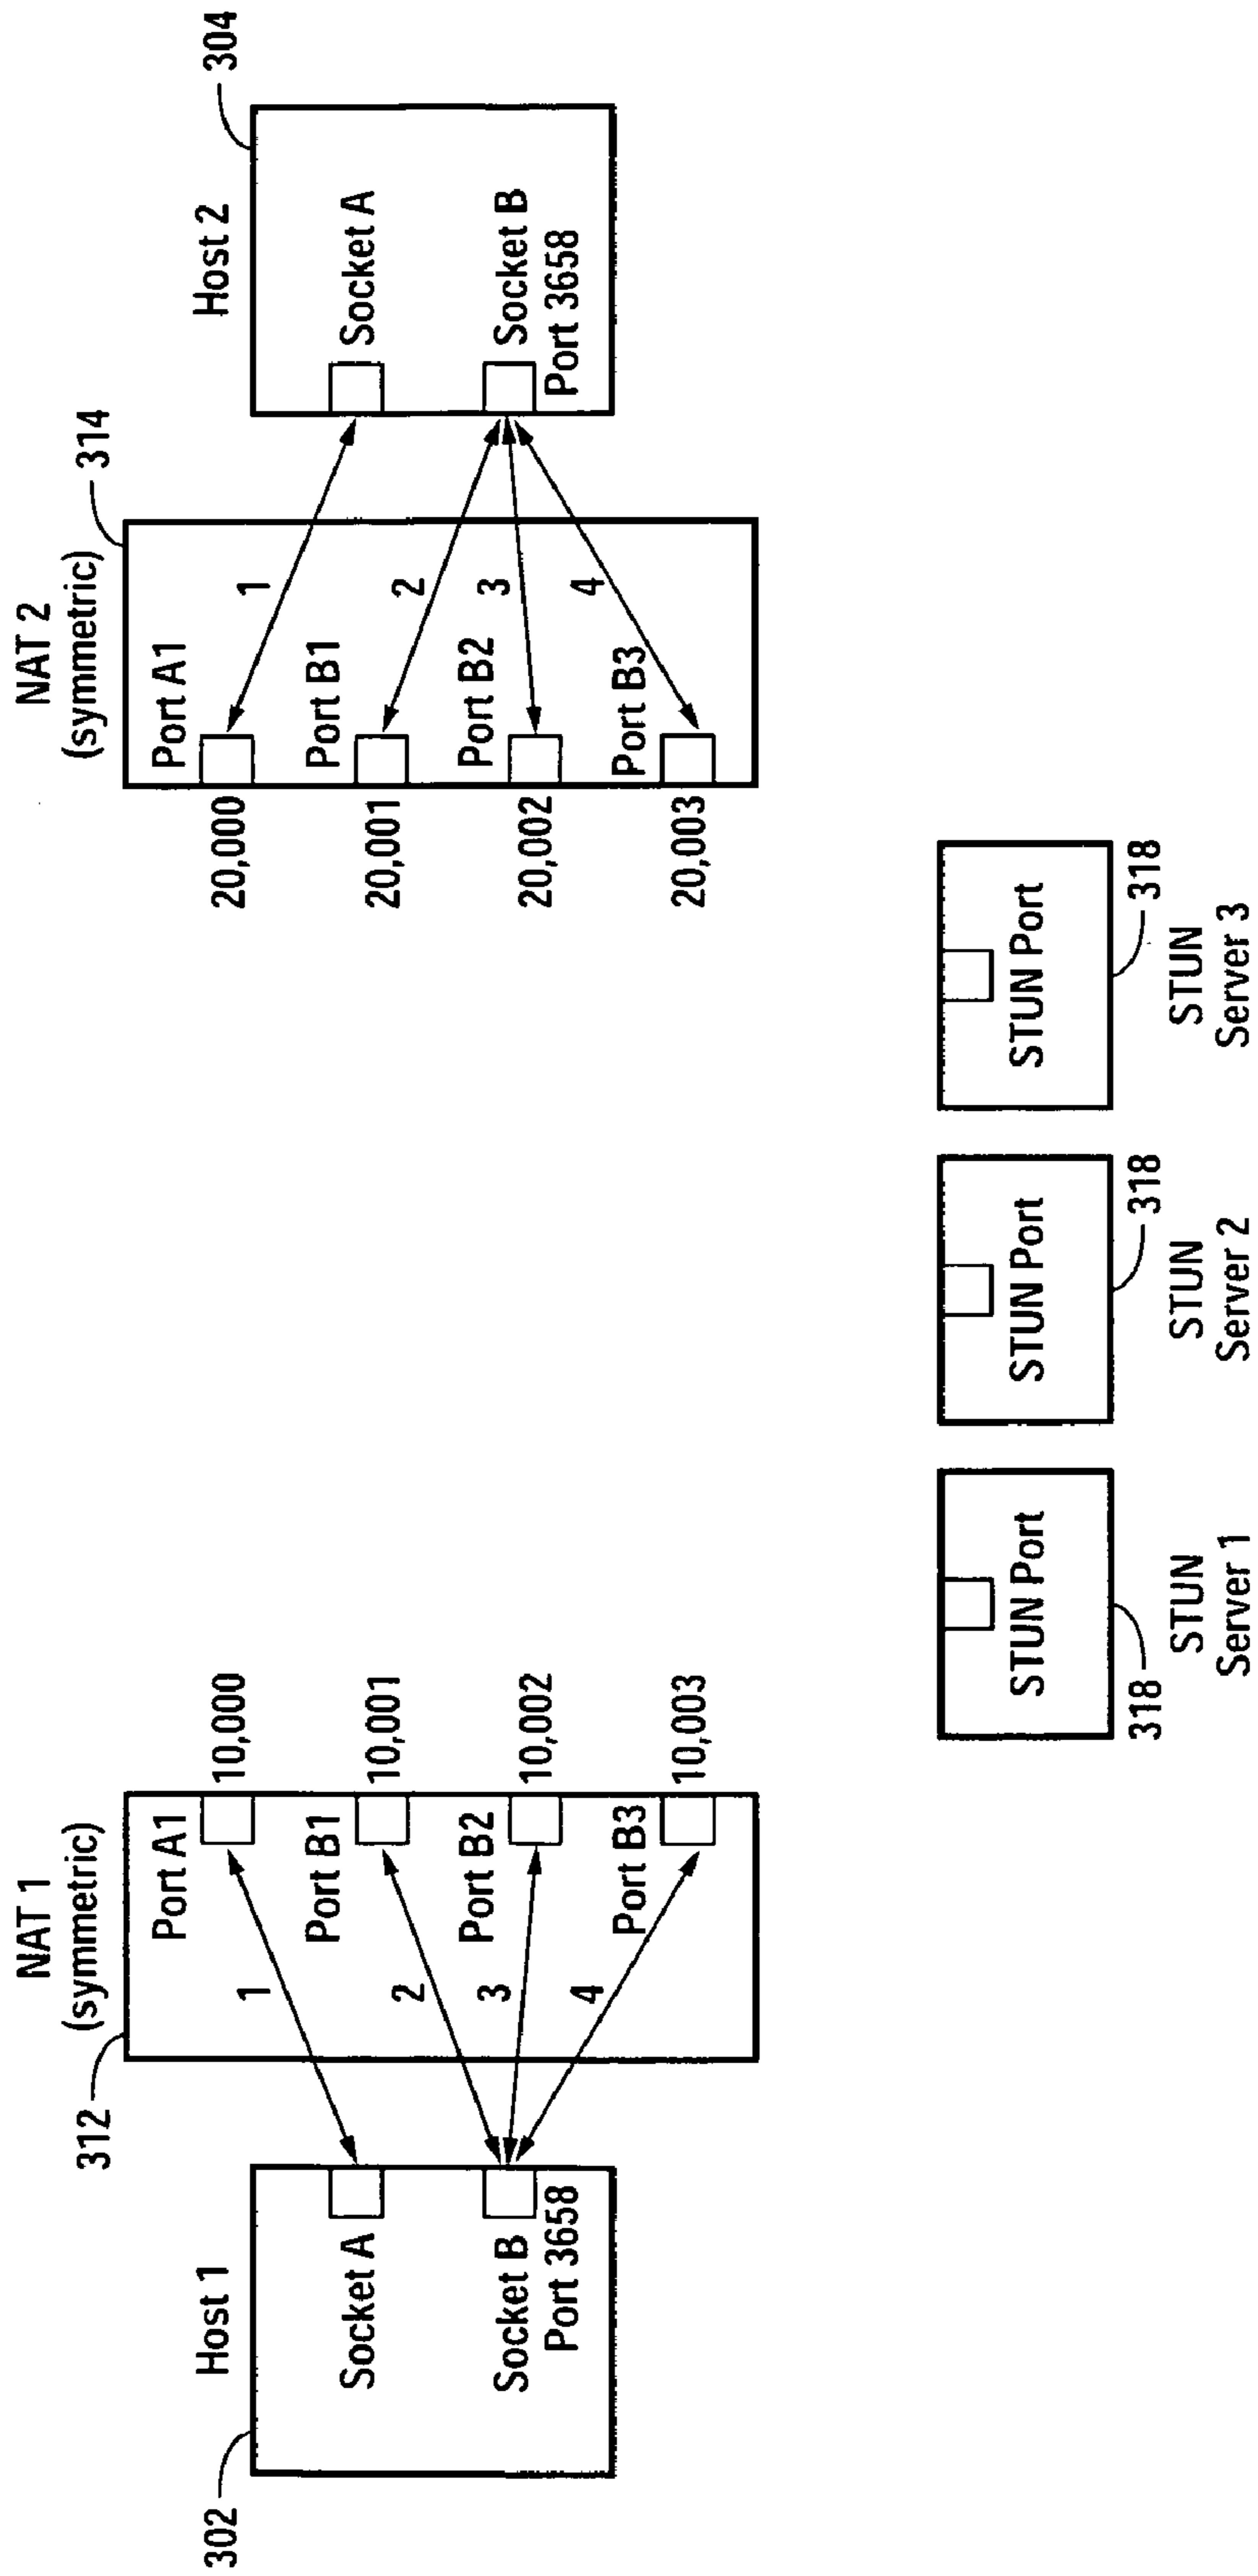 NAT 1
(symmetric)
312
Host 1
302
Socket A
Socket B
Port 3658
1
2
3
4
Port A1
Port B1
Port B2
Port B3
10,000
10,001
10,002
10,003
NAT 2
(symmetric)
314
20,000
20,001
20,002
20,003
Port A1
Port B1
Port B2
Port B3
1
2
3
4
Host 2
304
Socket A
Socket B
Port 3658
STUN Port
318
STUN
Server 1
STUN Port
318
STUN
Server 2
STUN Port
318
STUN
Server 3